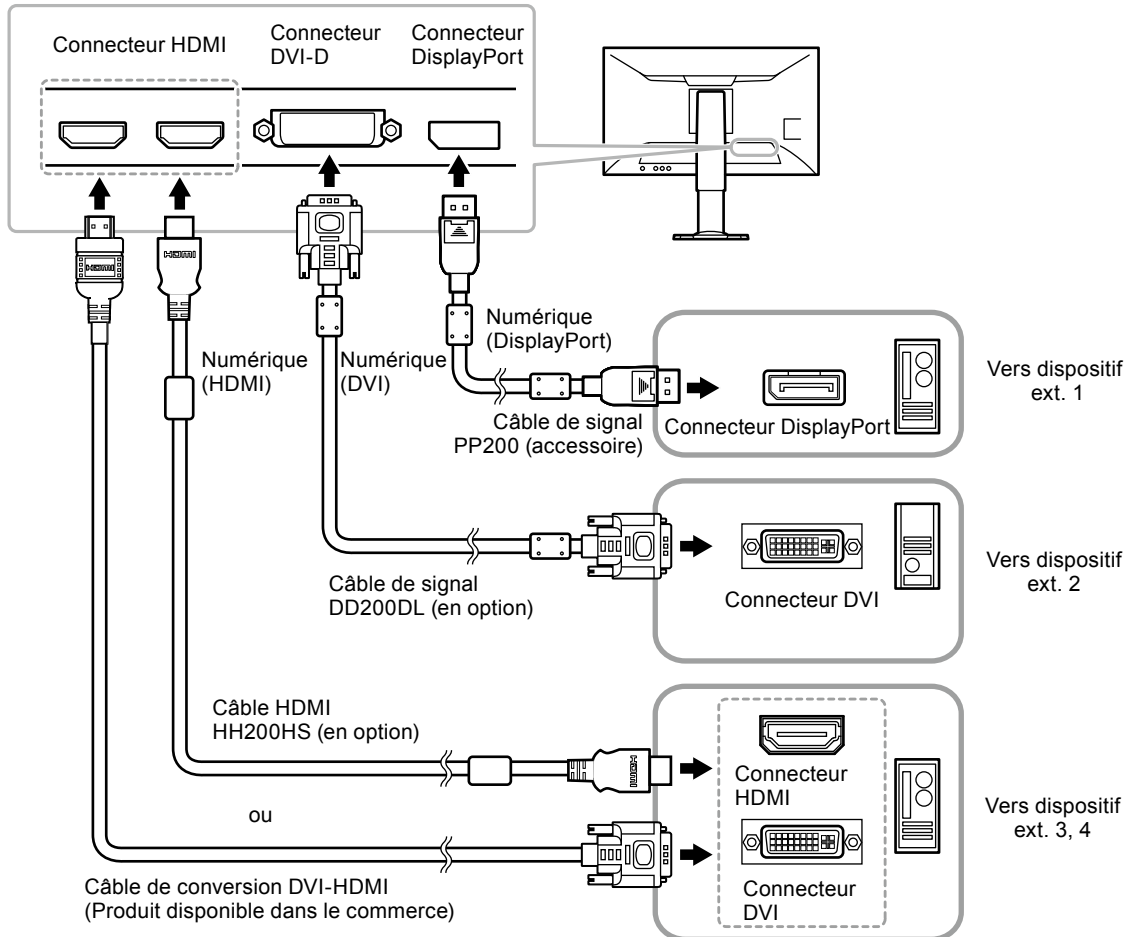 Connecteur HDMI
Connecteur
DVI-D
Connecteur
DisplayPort
HDMI
HDMI
Numérique
(HDMI)
Numérique
(DVI)
Numérique
(DisplayPort)
Câble de signal
PP200 (accessoire)
Connecteur DisplayPort
Vers dispositif
ext. 1
Câble de signal
DD200DL (en option)
Connecteur DVI
Vers dispositif
ext. 2
Câble HDMI
HH200HS (en option)
HDMI
Connecteur
HDMI
ou
Vers dispositif
ext. 3, 4
Câble de conversion DVI-HDMI
(Produit disponible dans le commerce)
Connecteur
DVI